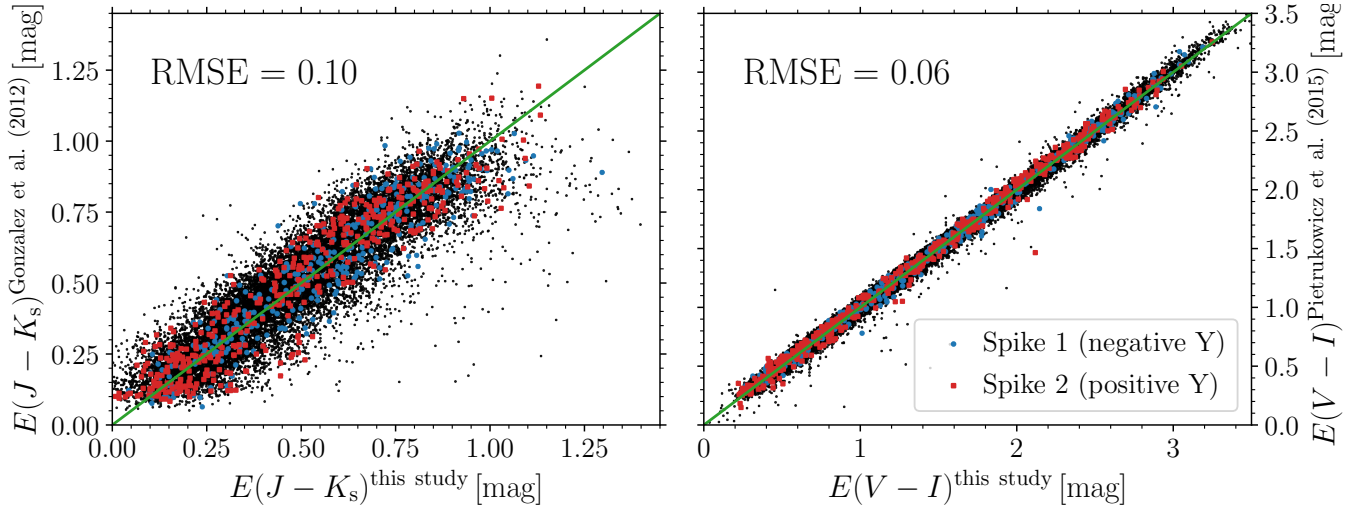 E(J − Kₛ)^Gonzalez et al. (2012) [mag]
1.25
1.00
0.75
0.50
0.25
0.00
RMSE = 0.10
0.00 0.25 0.50 0.75 1.00 1.25
E(J − Kₛ)^this study [mag]
RMSE = 0.06
Spike 1 (negative Y)
Spike 2 (positive Y)
0 1 2 3
E(V − I)^this study [mag]
3.5
3.0
2.5
2.0
1.5
1.0
0.5
0.0
E(V − I)^Pietrukowicz et al. (2015) [mag